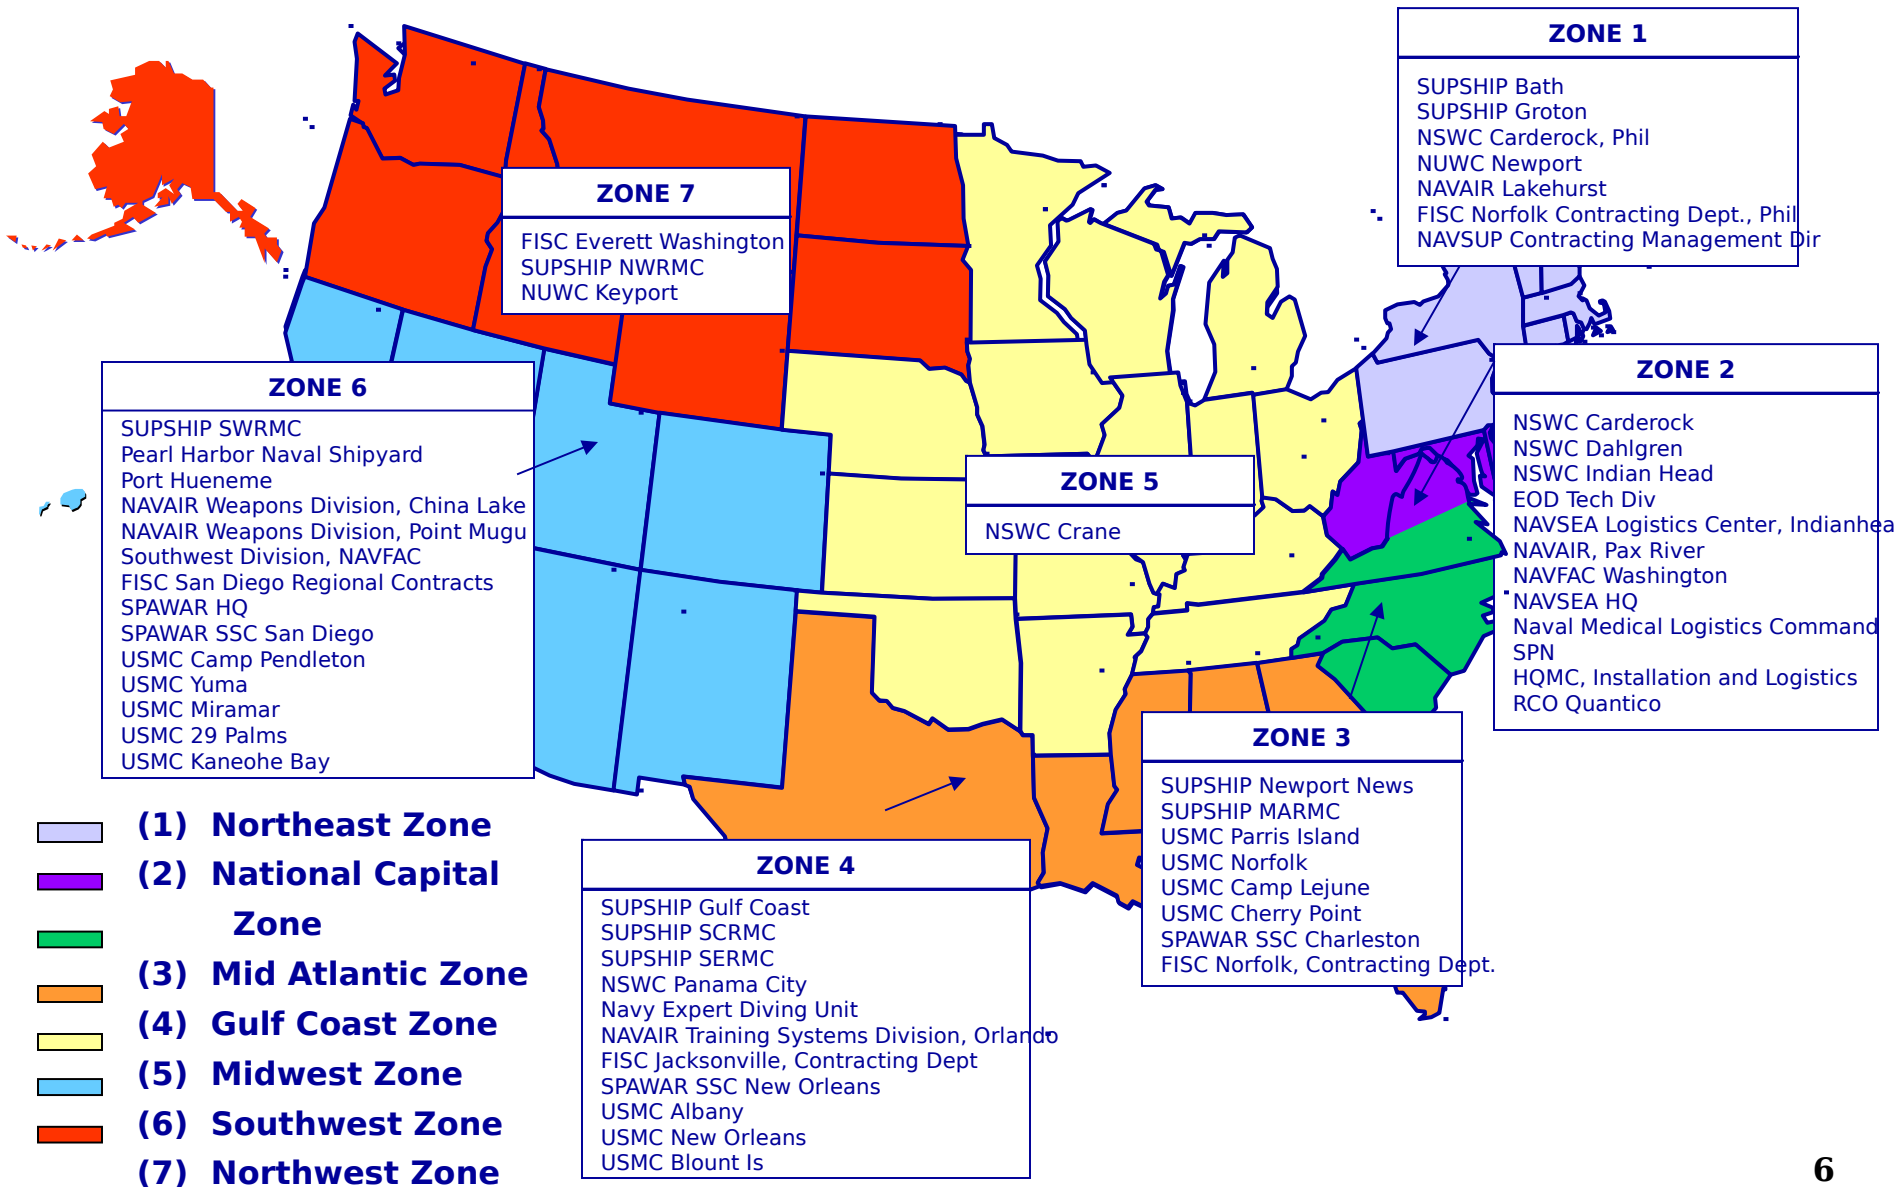 ZONE 1
SUPSHIP Bath
SUPSHIP Groton
NSWC Carderock, Phil
NUWC Newport
NAVAIR Lakehurst
FISC Norfolk Contracting Dept., Phil
NAVSUP Contracting Management Dir
ZONE 7
FISC Everett Washington
SUPSHIP NWRMC
NUWC Keyport
ZONE 2
NSWC Carderock
NSWC Dahlgren
NSWC Indian Head
EOD Tech Div
NAVSEA Logistics Center, Indianhea
NAVAIR, Pax River
NAVFAC Washington
NAVSEA HQ
Naval Medical Logistics Command
SPN
HQMC, Installation and Logistics
RCO Quantico
ZONE 6
SUPSHIP SWRMC
Pearl Harbor Naval Shipyard
Port Hueneme
NAVAIR Weapons Division, China Lake
NAVAIR Weapons Division, Point Mugu
Southwest Division, NAVFAC
FISC San Diego Regional Contracts
SPAWAR HQ
SPAWAR SSC San Diego
USMC Camp Pendleton
USMC Yuma
USMC Miramar
USMC 29 Palms
USMC Kaneohe Bay
ZONE 5
NSWC Crane
ZONE 3
SUPSHIP Newport News
SUPSHIP MARMC
USMC Parris Island
USMC Norfolk
USMC Camp Lejune
USMC Cherry Point
SPAWAR SSC Charleston
FISC Norfolk, Contracting Dept.
ZONE 4
SUPSHIP Gulf Coast
SUPSHIP SCRMC
SUPSHIP SERMC
NSWC Panama City
Navy Expert Diving Unit
NAVAIR Training Systems Division, Orlando
FISC Jacksonville, Contracting Dept
SPAWAR SSC New Orleans
USMC Albany
USMC New Orleans
USMC Blount Is
(1) Northeast Zone
(2) National Capital
Zone
(3) Mid Atlantic Zone
(4) Gulf Coast Zone
(5) Midwest Zone
(6) Southwest Zone
(7) Northwest Zone
6